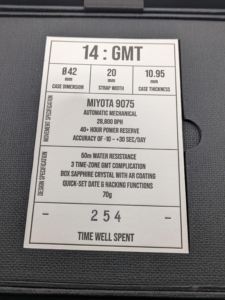 14 : GMT
Ø42 mm
CASE DIMENSION
20 mm
STRAP WIDTH
10.95 mm
CASE THICKNESS
MOVEMENT SPECIFICATION
MIYOTA 9075
AUTOMATIC MECHANICAL
28,800 BPH
40+ HOUR POWER RESERVE
ACCURACY OF -10 ~ +30 SEC/DAY
DESIGN SPECIFICATION
50m WATER RESISTANCE
3 TIME-ZONE GMT COMPLICATION
BOX SAPPHIRE CRYSTAL WITH AR COATING
QUICK-SET DATE & HACKING FUNCTIONS
70g
- 254 -
TIME WELL SPENT